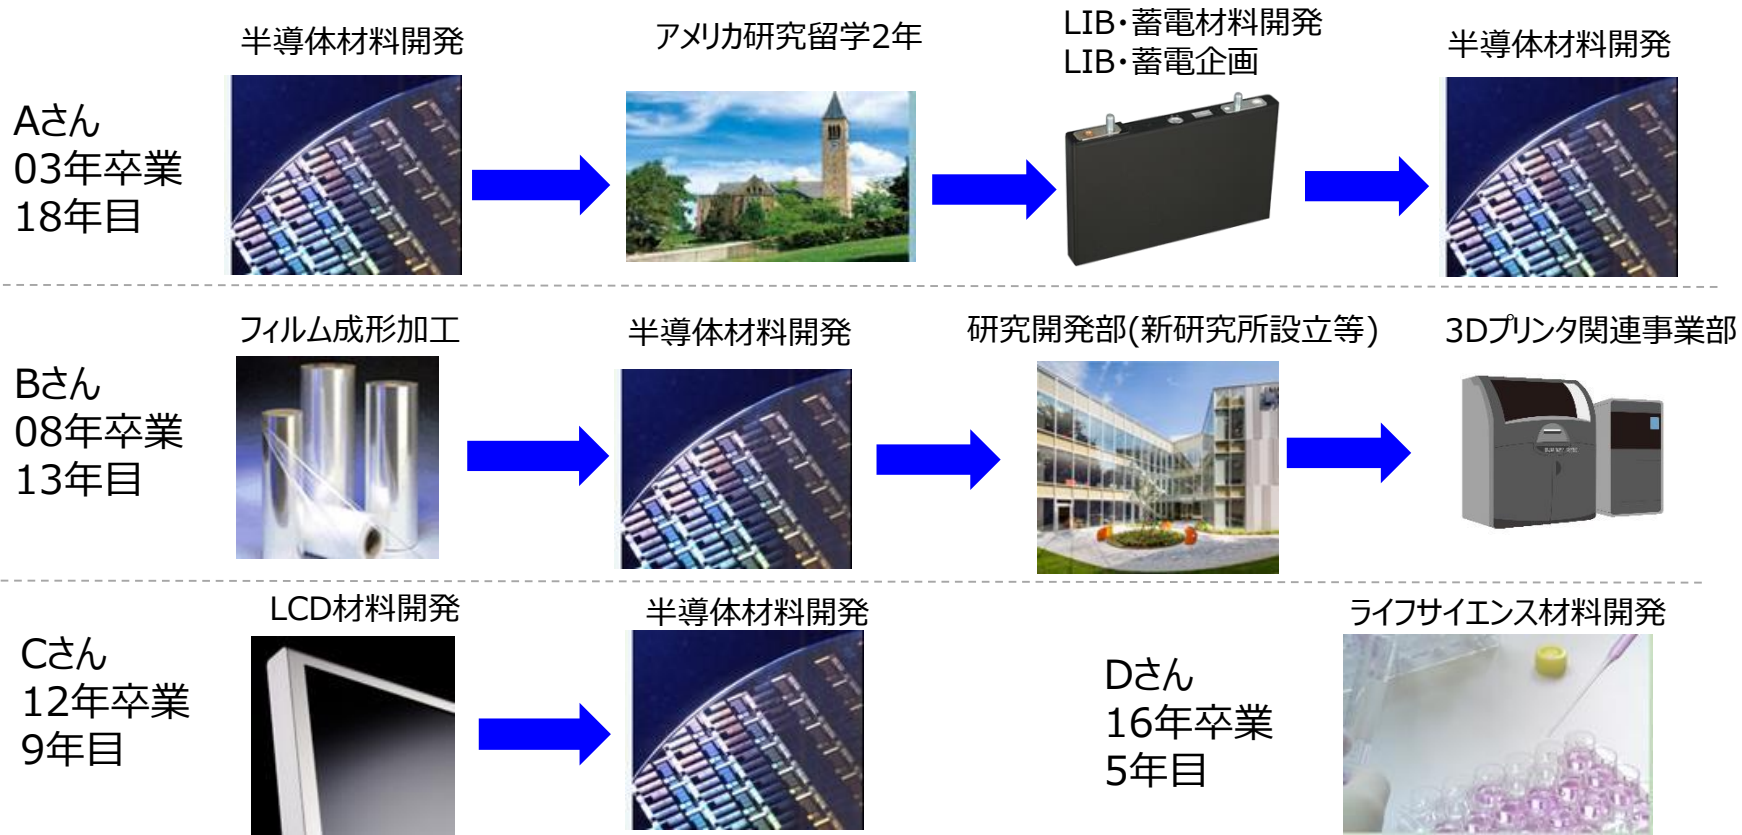 半導体材料開発
アメリカ研究留学2年
LIB・蓄電材料開発
LIB・蓄電企画
半導体材料開発
Aさん
03年卒業
18年目
フィルム成形加工
半導体材料開発
研究開発部(新研究所設立等)
3Dプリンタ関連事業部
Bさん
08年卒業
13年目
LCD材料開発
半導体材料開発
Cさん
12年卒業
9年目
ライフサイエンス材料開発
Dさん
16年卒業
5年目